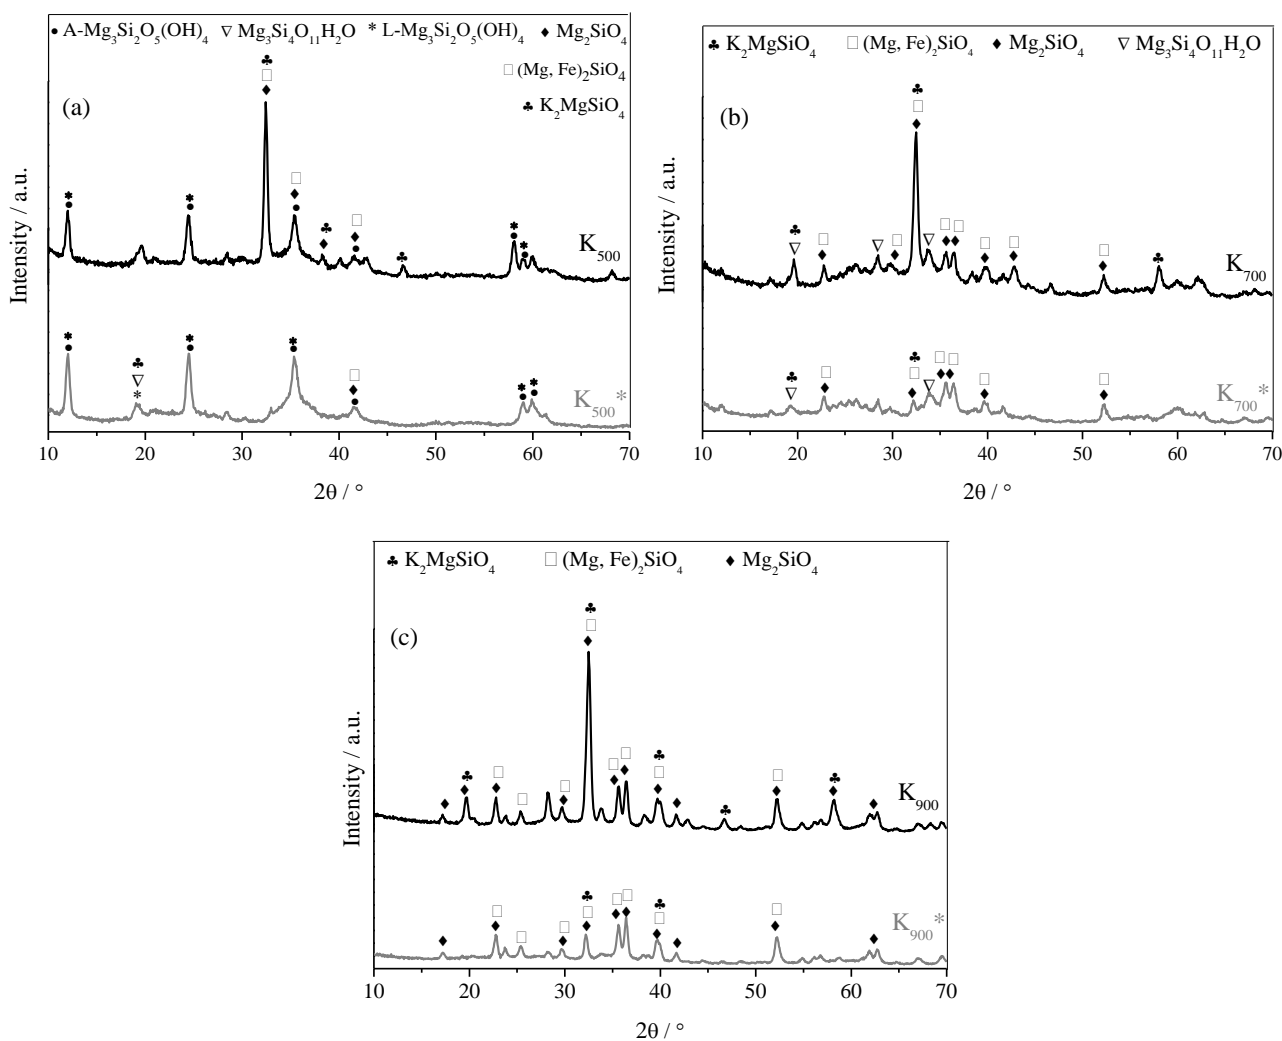 ● A-Mg₃Si₂O₅(OH)₄ ▽ Mg₃Si₄O₁₁H₂O * L-Mg₃Si₂O₅(OH)₄ ♦ Mg₂SiO₄
□ (Mg, Fe)₂SiO₄
♣ K₂MgSiO₄
(a)
Intensity / a.u.
K₅₀₀
K₅₀₀*
10 20 30 40 50 60 70
2θ / °
♣ K₂MgSiO₄ □ (Mg, Fe)₂SiO₄ ♦ Mg₂SiO₄ ▽ Mg₃Si₄O₁₁H₂O
(b)
Intensity / a.u.
K₇₀₀
K₇₀₀*
10 20 30 40 50 60 70
2θ / °
♣ K₂MgSiO₄ □ (Mg, Fe)₂SiO₄ ♦ Mg₂SiO₄
(c)
Intensity / a.u.
K₉₀₀
K₉₀₀*
10 20 30 40 50 60 70
2θ / °